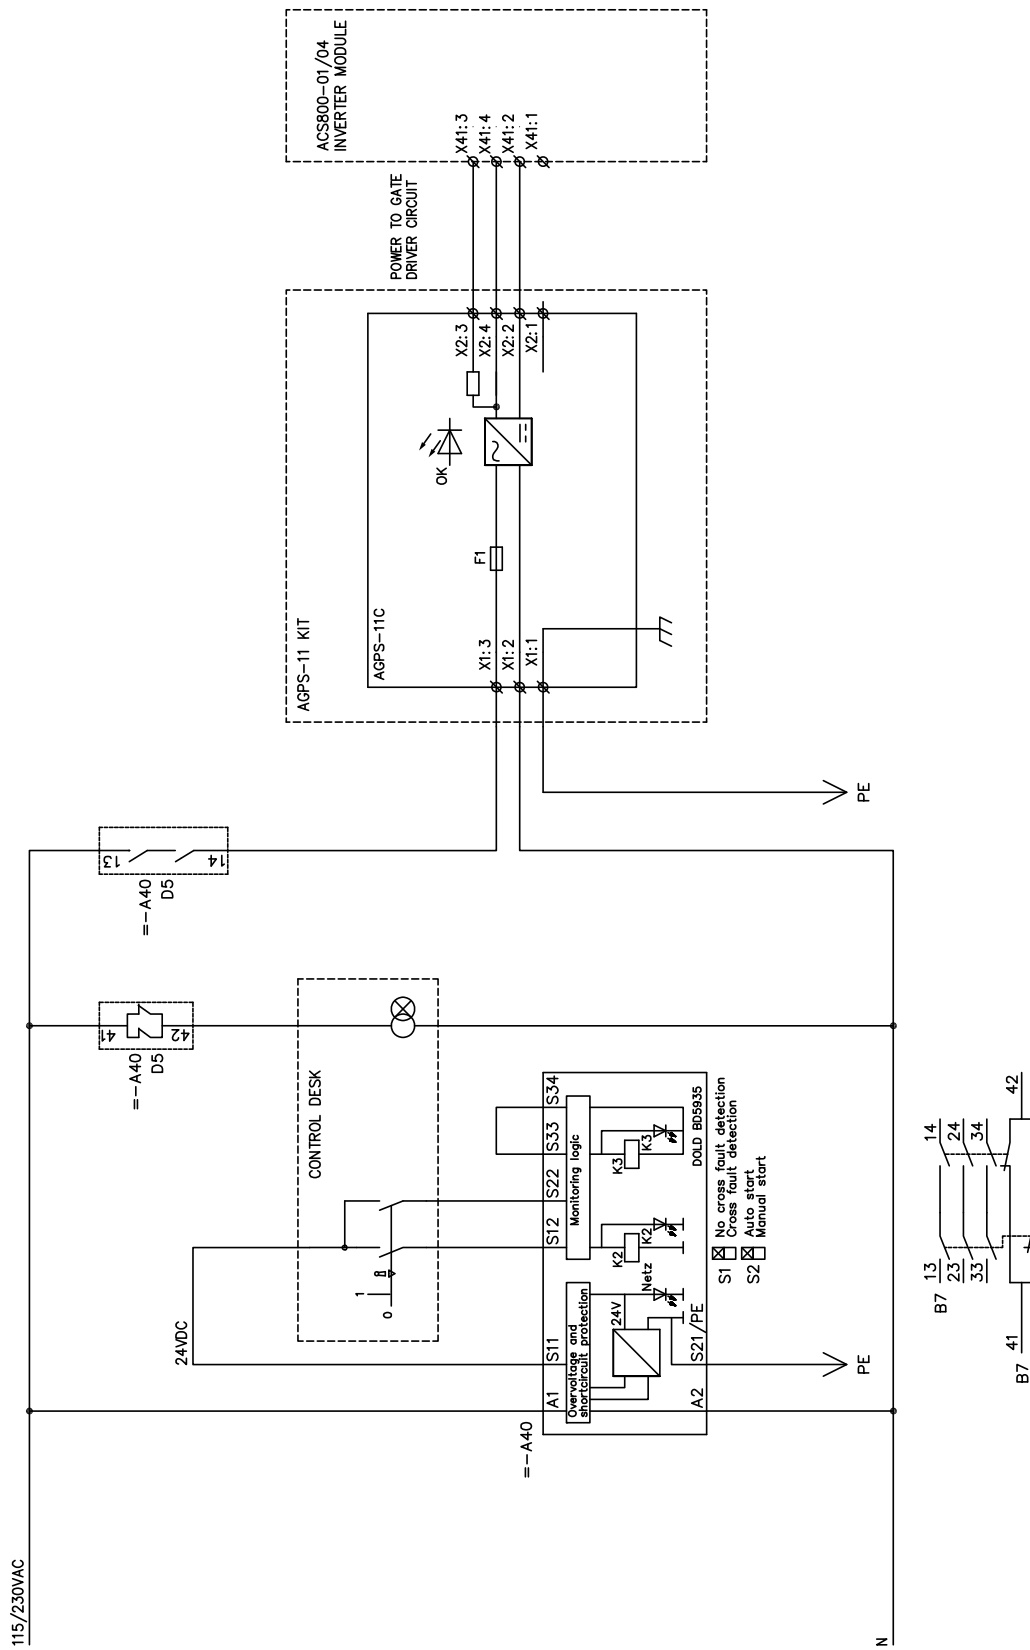 115/230VAC
N
=-A40
A1
S11
S12
S22
S33
S34
Overvoltage and
shortcircuit protection
Monitoring logic
24V
Netz
K2
K2
K3
K3
A2
S21/PE
DOLD BD5935
S1
No cross fault detection
Cross fault detection
S2
Auto start
Manual start
PE
24VDC
CONTROL DESK
0
1
=-A40
D5
41
42
=-A40
D5
13
14
PE
AGPS-11 KIT
AGPS-11C
X1:3
X1:2
X1:1
F1
OK
X2:3
X2:4
X2:2
X2:1
POWER TO GATE
DRIVER CIRCUIT
ACS800-01/04
INVERTER MODULE
X41:3
X41:4
X41:2
X41:1
B7
13
14
23
24
33
34
B7
41
42